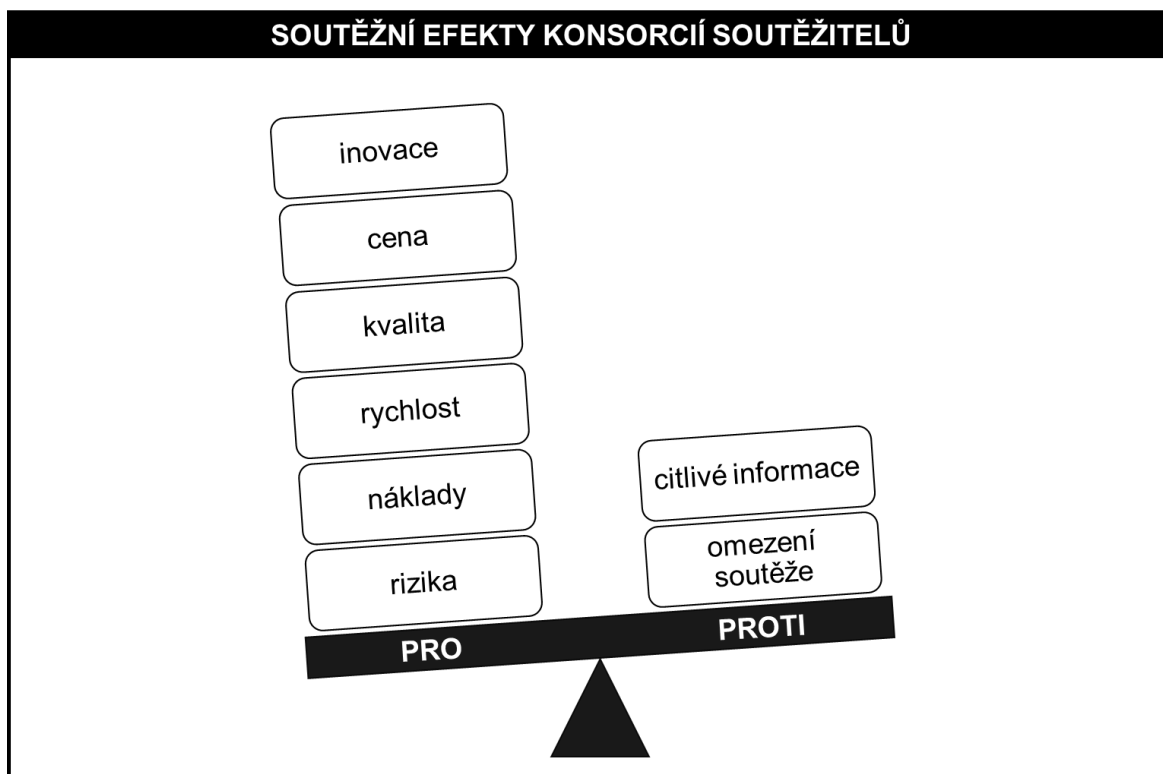 SOUTĚŽNÍ EFEKTY KONSORCIÍ SOUTĚŽITELŮ
inovace
cena
kvalita
rychlost
náklady
rizika
PRO
citlivé informace
omezení
soutěže
PROTI